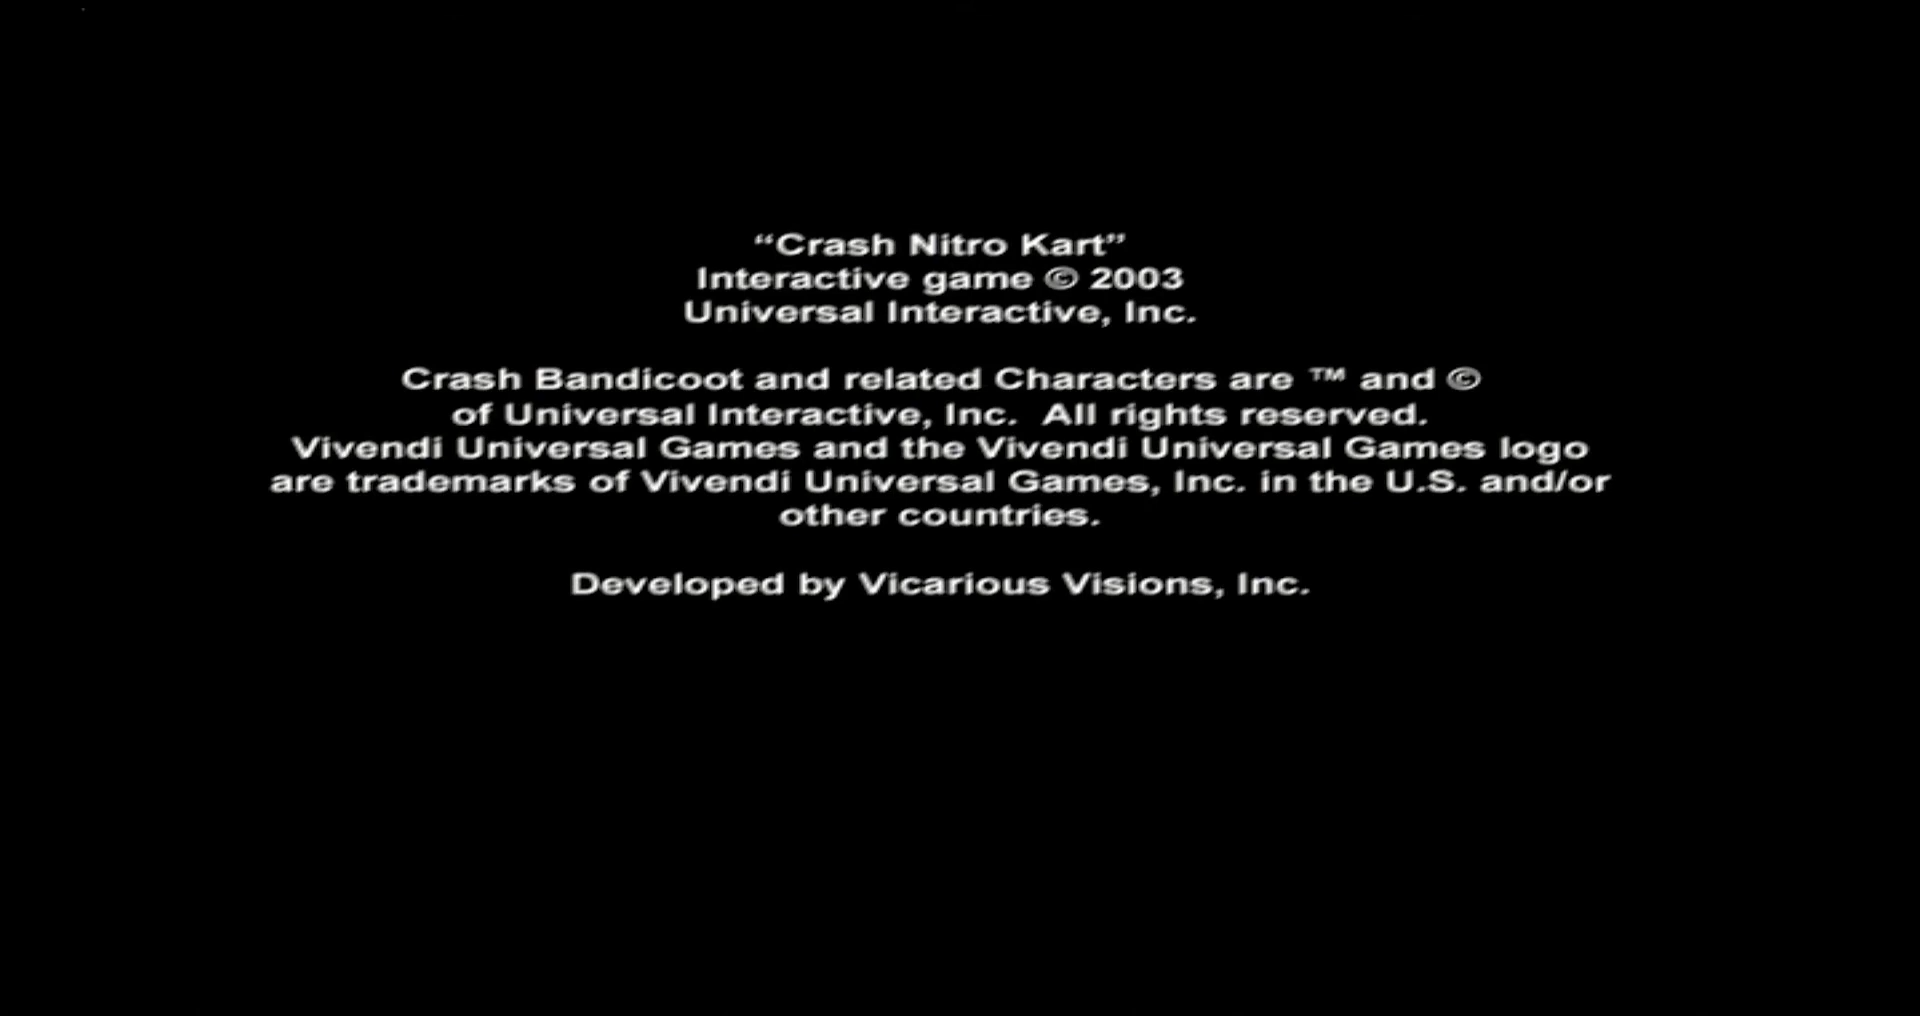 “Crash Nitro Kart”
Interactive game © 2003
Universal Interactive, Inc.
Crash Bandicoot and related Characters are ™ and ©
of Universal Interactive, Inc.  All rights reserved.
Vivendi Universal Games and the Vivendi Universal Games logo
are trademarks of Vivendi Universal Games, Inc. in the U.S. and/or
other countries.
Developed by Vicarious Visions, Inc.